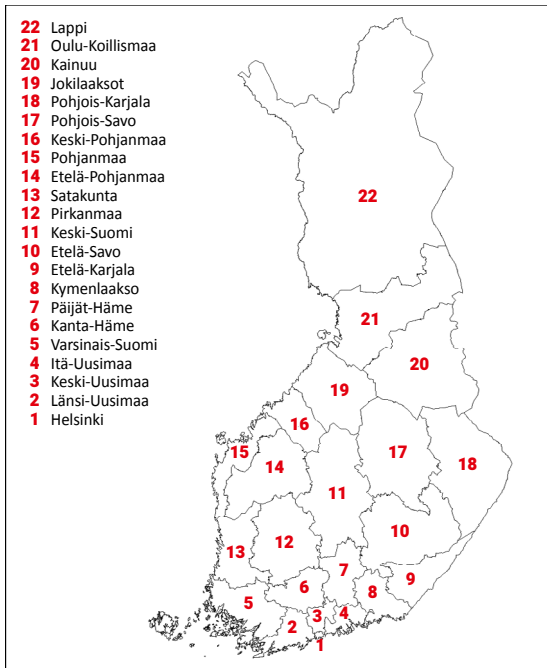 22 Lappi
21 Oulu-Koillismaa
20 Kainuu
19 Jokilaaksot
18 Pohjois-Karjala
17 Pohjois-Savo
16 Keski-Pohjanmaa
15 Pohjanmaa
14 Etelä-Pohjanmaa
13 Satakunta
12 Pirkanmaa
11 Keski-Suomi
10 Etelä-Savo
9 Etelä-Karjala
8 Kymenlaakso
7 Päijät-Häme
6 Kanta-Häme
5 Varsinais-Suomi
4 Itä-Uusimaa
3 Keski-Uusimaa
2 Länsi-Uusimaa
1 Helsinki
22
21
20
19
16
15
14
17
18
11
10
13
12
7
9
6
8
5
3
4
2
1